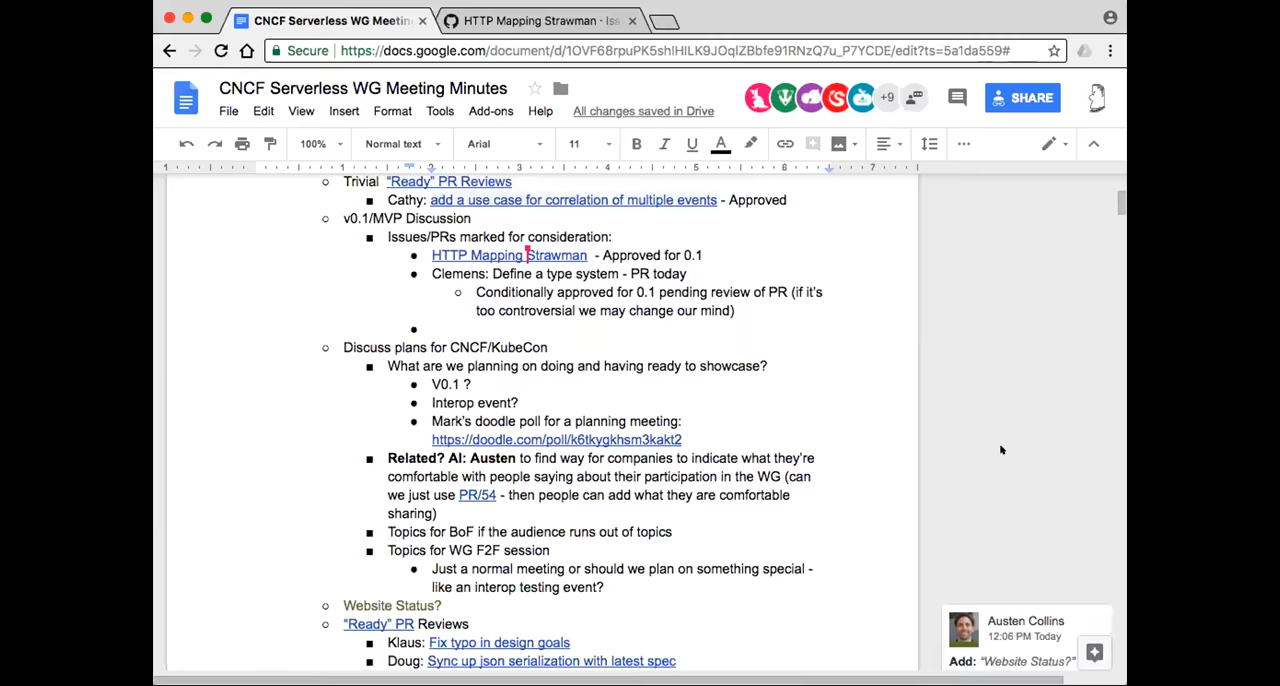 CNCF Serverless WG Meetin
HTTP Mapping Strawman · Iss
Secure
https://docs.google.com/document/d/1OVF68rpuPK5shlHILK9JOqlZBbfe91RNzQ7u_P7YCDE/edit?ts=5a1da559#
CNCF Serverless WG Meeting Minutes
File Edit View Insert Format Tools Add-ons Help All changes saved in Drive
+9
SHARE
100% Normal text Arial 11 B I U A
1 1 2 3 4 5 6 7
Trivial "Ready" PR Reviews
Cathy: add a use case for correlation of multiple events - Approved
v0.1/MVP Discussion
Issues/PRs marked for consideration:
HTTP Mapping Strawman - Approved for 0.1
Clemens: Define a type system - PR today
Conditionally approved for 0.1 pending review of PR (if it's
too controversial we may change our mind)
Discuss plans for CNCF/KubeCon
What are we planning on doing and having ready to showcase?
V0.1 ?
Interop event?
Mark's doodle poll for a planning meeting:
https://doodle.com/poll/k6tkygkhsm3kakt2
Related? AI: Austen to find way for companies to indicate what they're
comfortable with people saying about their participation in the WG (can
we just use PR/54 - then people can add what they are comfortable
sharing)
Topics for BoF if the audience runs out of topics
Topics for WG F2F session
Just a normal meeting or should we plan on something special -
like an interop testing event?
Website Status?
"Ready" PR Reviews
Klaus: Fix typo in design goals
Doug: Sync up json serialization with latest spec
Austen Collins
12:06 PM Today
Add: "Website Status?"